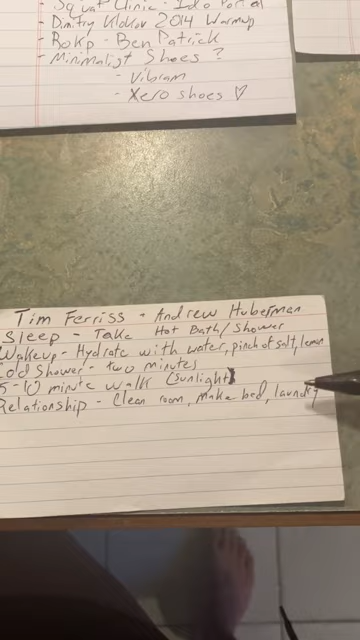 - Squat Clinic - Ido Portal
- Dmitry Klokov 2014 Warmup
- Rokp - Ben Patrick
- Minimalist Shoes ?
- Vibram
- Xero shoes ♡
Tim Ferriss - Andrew Huberman
Sleep - Take Hot Bath/Shower
Wakeup - Hydrate with water, pinch of salt, lemon
Cold Shower - two minutes
5-10 minute walk (sunlight)
Relationship - Clean room, make bed, laundry